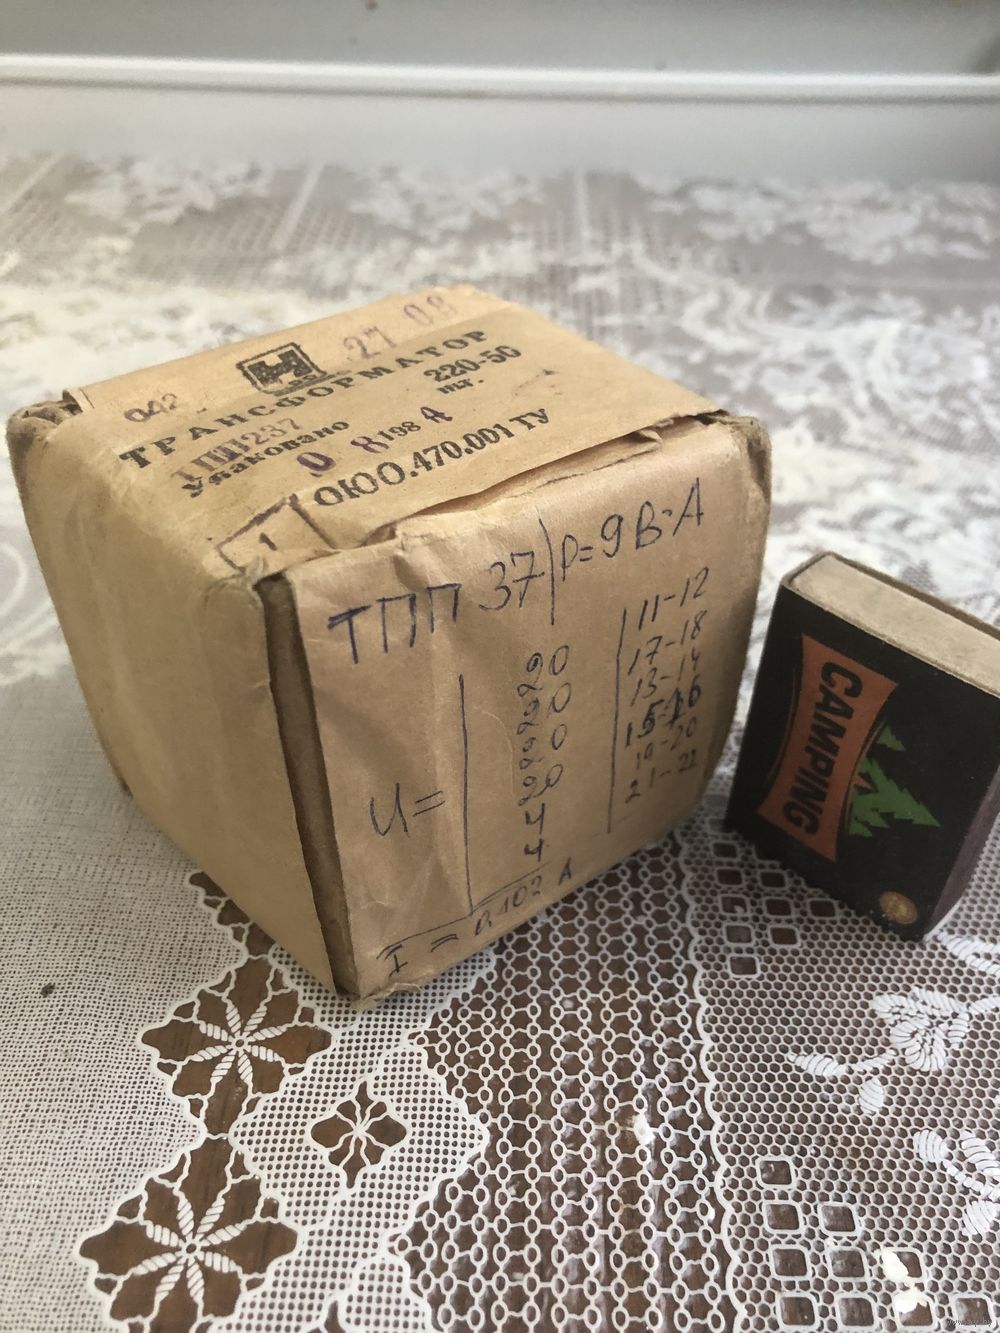 27 08
042
ТРАНСФОРМАТОР
ТПП237 220-50
Упаковано шт.
8 198 А
ОЮО.470.001 ТУ
1
ТПП 37 | P=9 В·А
20 11-12
20 17-18
20 13-14
20 15-16
4 19-20
4 21-22
U=
I = 0.102 А
CAMPING